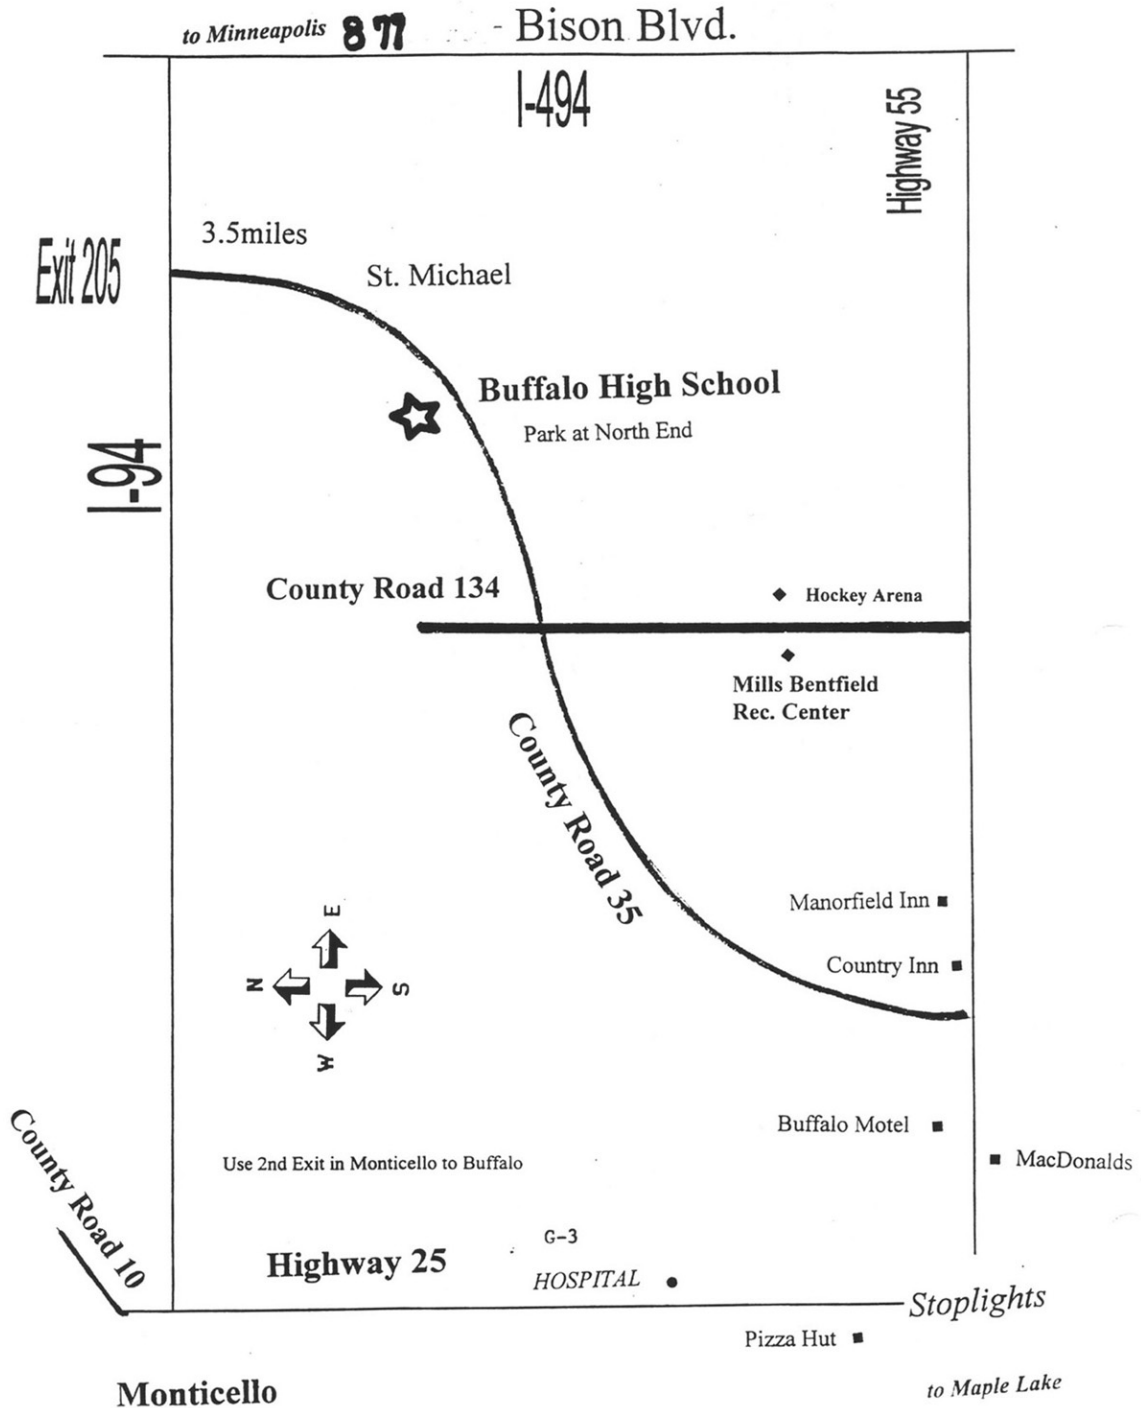 to Minneapolis 877 - Bison Blvd.
I-494
Highway 55
3.5miles
Exit 205
St. Michael
Buffalo High School
Park at North End
I-94
County Road 134
Hockey Arena
Mills Bentfield
Rec. Center
County Road 35
Manorfield Inn
Country Inn
E
N
S
W
Buffalo Motel
MacDonalds
County Road 10
Use 2nd Exit in Monticello to Buffalo
G-3
Highway 25
HOSPITAL
Stoplights
Pizza Hut
Monticello
to Maple Lake